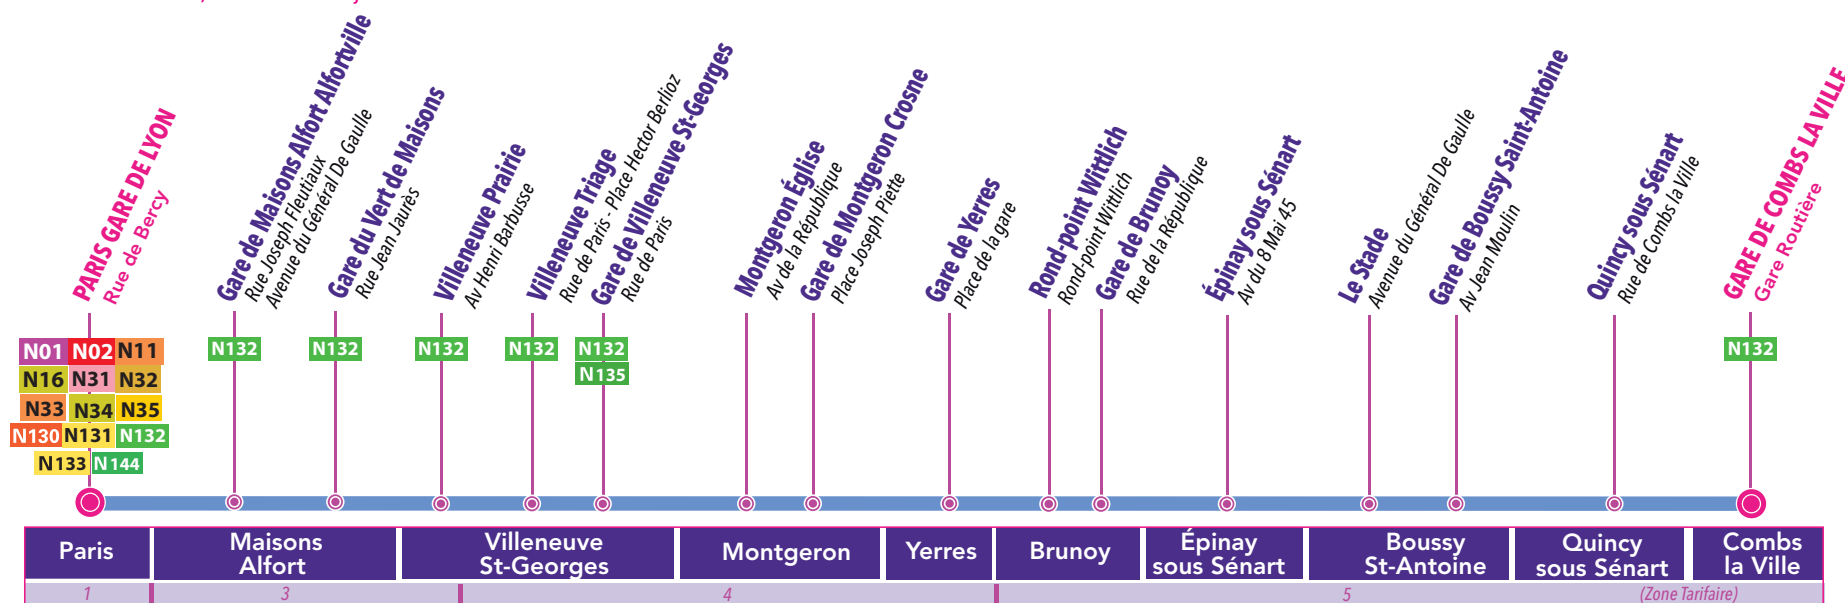 PARIS GARE DE LYON
Rue de Bercy
Gare de Maisons Alfort Alfortville
Rue Joseph Fleutiaux
Avenue du Général De Gaulle
Gare du Vert de Maisons
Rue Jean Jaurès
Villeneuve Prairie
Av Henri Barbusse
Villeneuve Triage
Rue de Paris - Place Hector Berlioz
Gare de Villeneuve St-Georges
Rue de Paris
Montgeron Église
Av de la République
Gare de Montgeron Crosne
Place Joseph Piette
Gare de Yerres
Place de la gare
Rond-point Wittlich
Rond-point Wittlich
Gare de Brunoy
Rue de la République
Épinay sous Sénart
Av du 8 Mai 45
Le Stade
Avenue du Général De Gaulle
Gare de Boussy Saint-Antoine
Av Jean Moulin
Quincy sous Sénart
Rue de Combs la Ville
GARE DE COMBS LA VILLE
Gare Routière
N01 N02 N11
N16 N31 N32
N33 N34 N35
N130 N131 N132
N133 N144
N132
N132
N132
N132
N132
N135
N132
Paris
Maisons
Alfort
Villeneuve
St-Georges
Montgeron
Yerres
Brunoy
Épinay
sous Sénart
Boussy
St-Antoine
Quincy
sous Sénart
Combs
la Ville
1 3 4 5 (Zone Tarifaire)